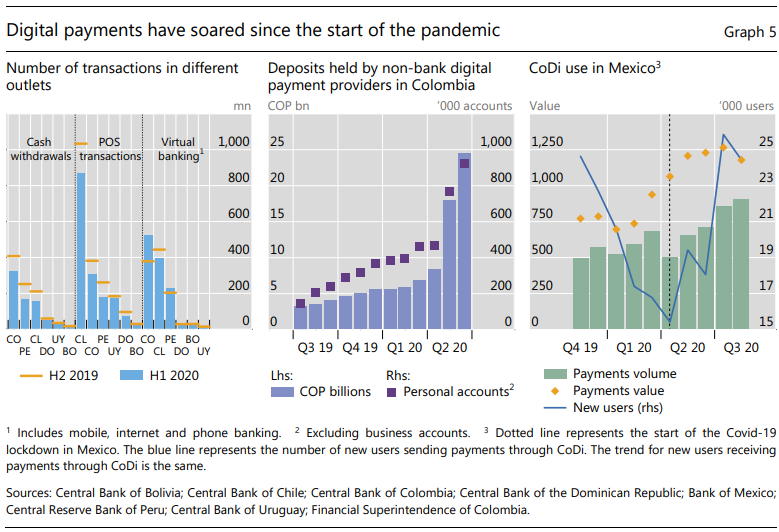 Digital payments have soared since the start of the pandemic
Graph 5
Number of transactions in different
outlets
mn
Cash
withdrawals
POS
transactions
Virtual
banking1
1,000
800
600
400
200
0
CO CL UY CL PE DO CO CL BO
PE DO BO CO UY BO PE DO UY
H2 2019
H1 2020
Deposits held by non-bank digital
payment providers in Colombia
COP bn
'000 accounts
25
20
15
10
5
0
1,000
800
600
400
200
0
Q3 19 Q4 19 Q1 20 Q2 20
Lhs:
COP billions
Rhs:
Personal accounts2
CoDi use in Mexico3
Value
'000 users
1,250
1,000
750
500
250
0
25
23
21
19
17
15
Q4 19 Q1 20 Q2 20 Q3 20
Payments volume
Payments value
New users (rhs)
1 Includes mobile, internet and phone banking. 2 Excluding business accounts. 3 Dotted line represents the start of the Covid-19
lockdown in Mexico. The blue line represents the number of new users sending payments through CoDi. The trend for new users receiving
payments through CoDi is the same.
Sources: Central Bank of Bolivia; Central Bank of Chile; Central Bank of Colombia; Central Bank of the Dominican Republic; Bank of Mexico;
Central Reserve Bank of Peru; Central Bank of Uruguay; Financial Superintendence of Colombia.